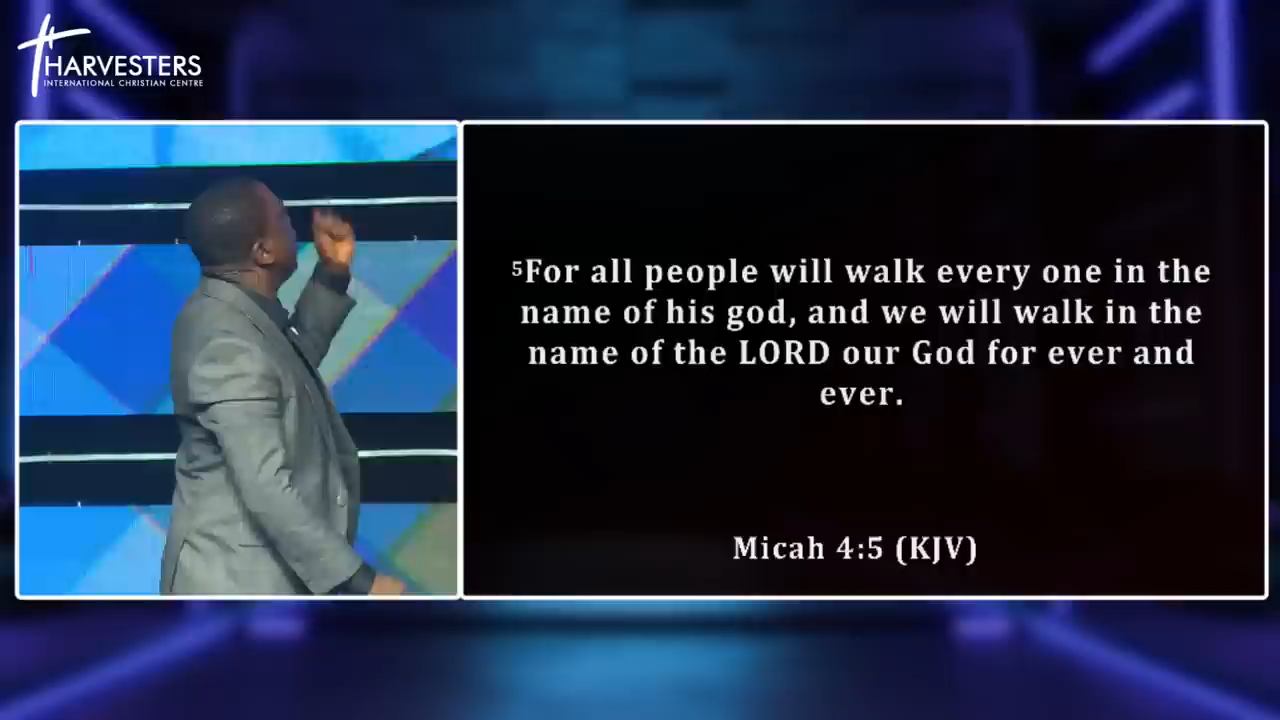 HARVESTERS
INTERNATIONAL CHRISTIAN CENTRE
⁵For all people will walk every one in the
name of his god, and we will walk in the
name of the LORD our God for ever and
ever.
Micah 4:5 (KJV)